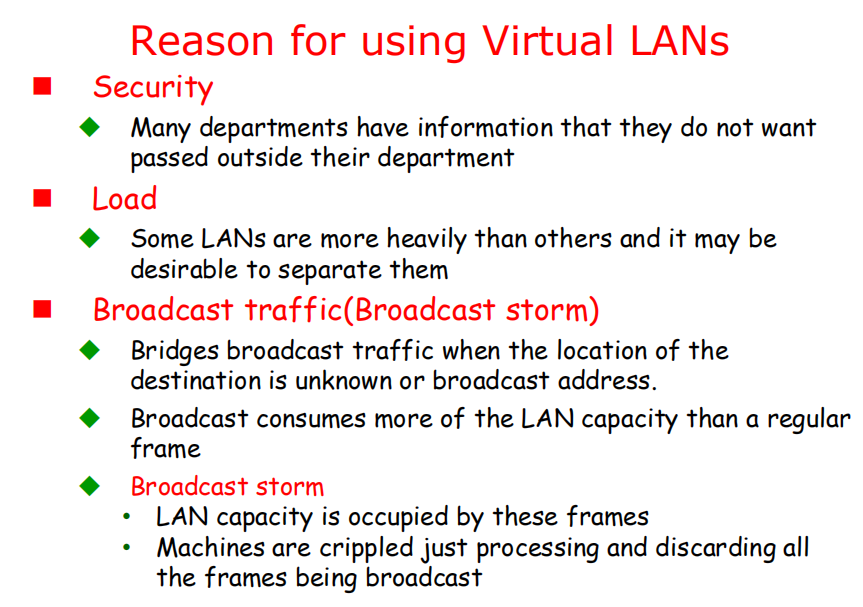 Reason for using Virtual LANs
Security
Many departments have information that they do not want
passed outside their department
Load
Some LANs are more heavily than others and it may be
desirable to separate them
Broadcast traffic(Broadcast storm)
Bridges broadcast traffic when the location of the
destination is unknown or broadcast address.
Broadcast consumes more of the LAN capacity than a regular
frame
Broadcast storm
• LAN capacity is occupied by these frames
• Machines are crippled just processing and discarding all
the frames being broadcast